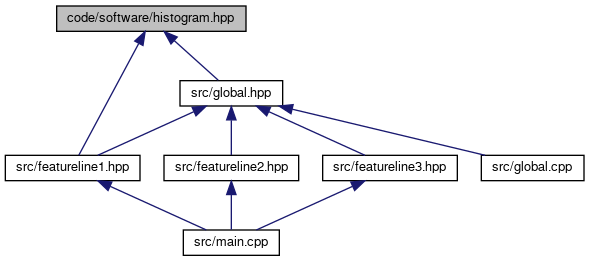 code/software/histogram.hpp
src/global.hpp
src/featureline1.hpp
src/featureline2.hpp
src/featureline3.hpp
src/global.cpp
src/main.cpp